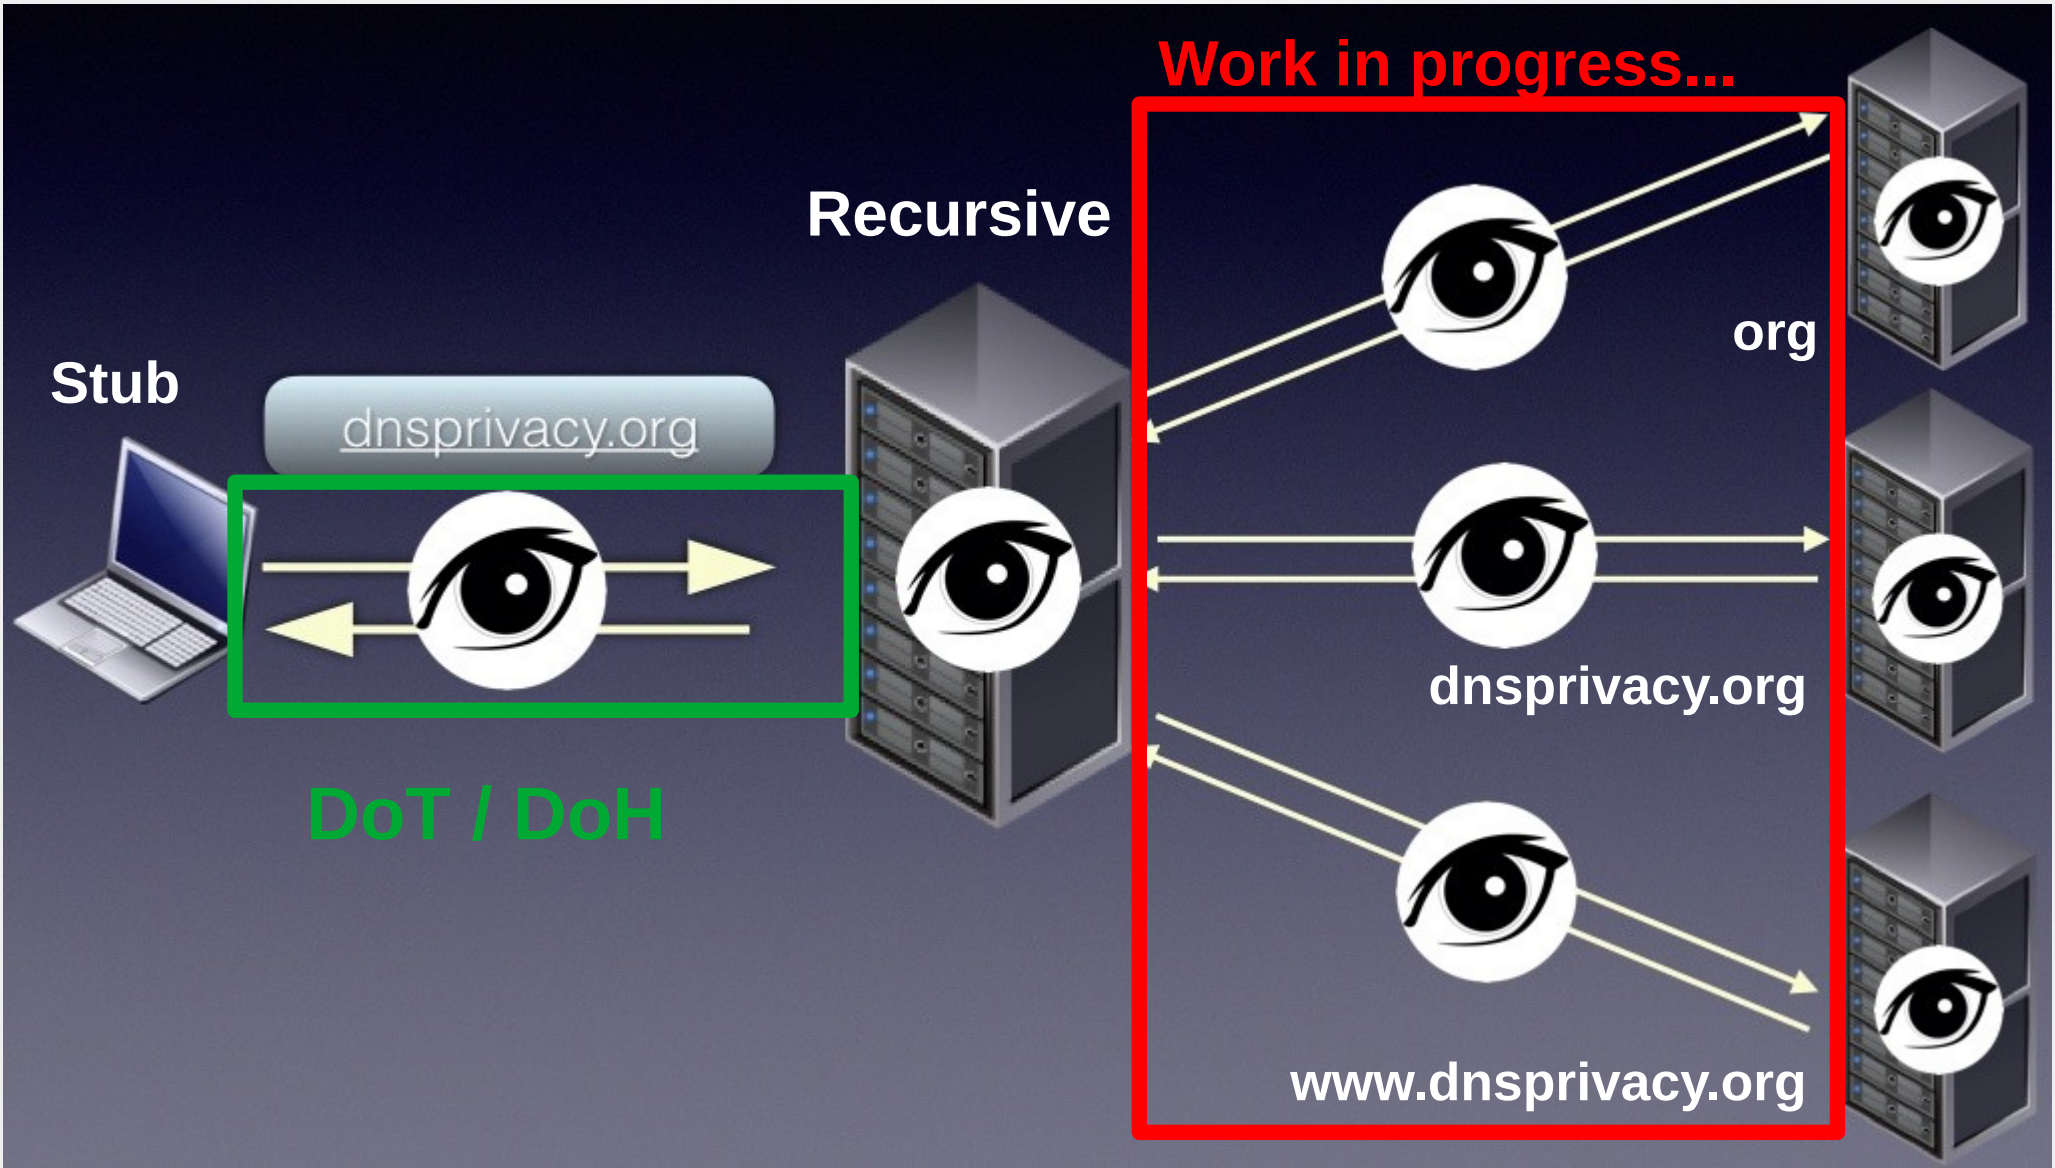 Work in progress...
Recursive
Stub
dnsprivacy.org
DoT / DoH
org
dnsprivacy.org
www.dnsprivacy.org